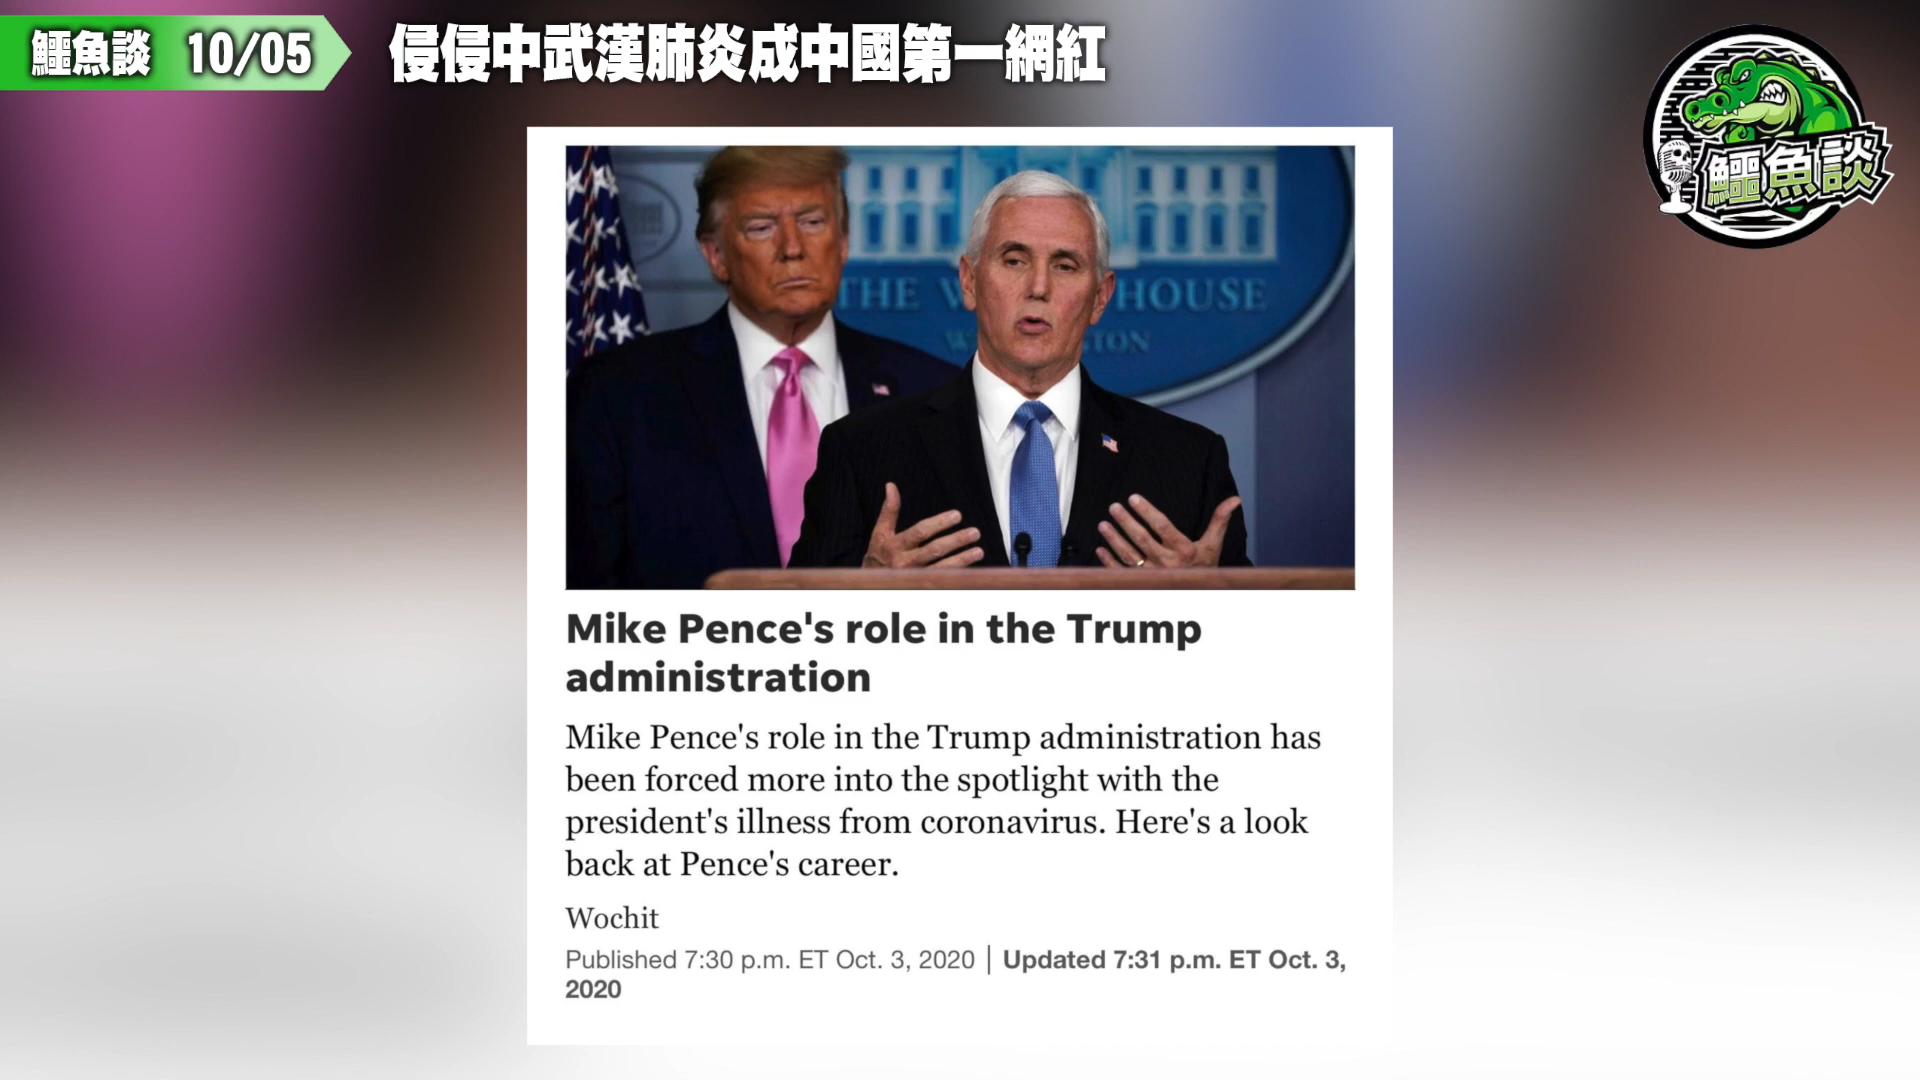 鱷魚談 10/05
侵侵中武漢肺炎成中國第一網紅
鱷魚談
THE W HOUSE
W TON
Mike Pence's role in the Trump
administration
Mike Pence's role in the Trump administration has
been forced more into the spotlight with the
president's illness from coronavirus. Here's a look
back at Pence's career.
Wochit
Published 7:30 p.m. ET Oct. 3, 2020 | Updated 7:31 p.m. ET Oct. 3,
2020